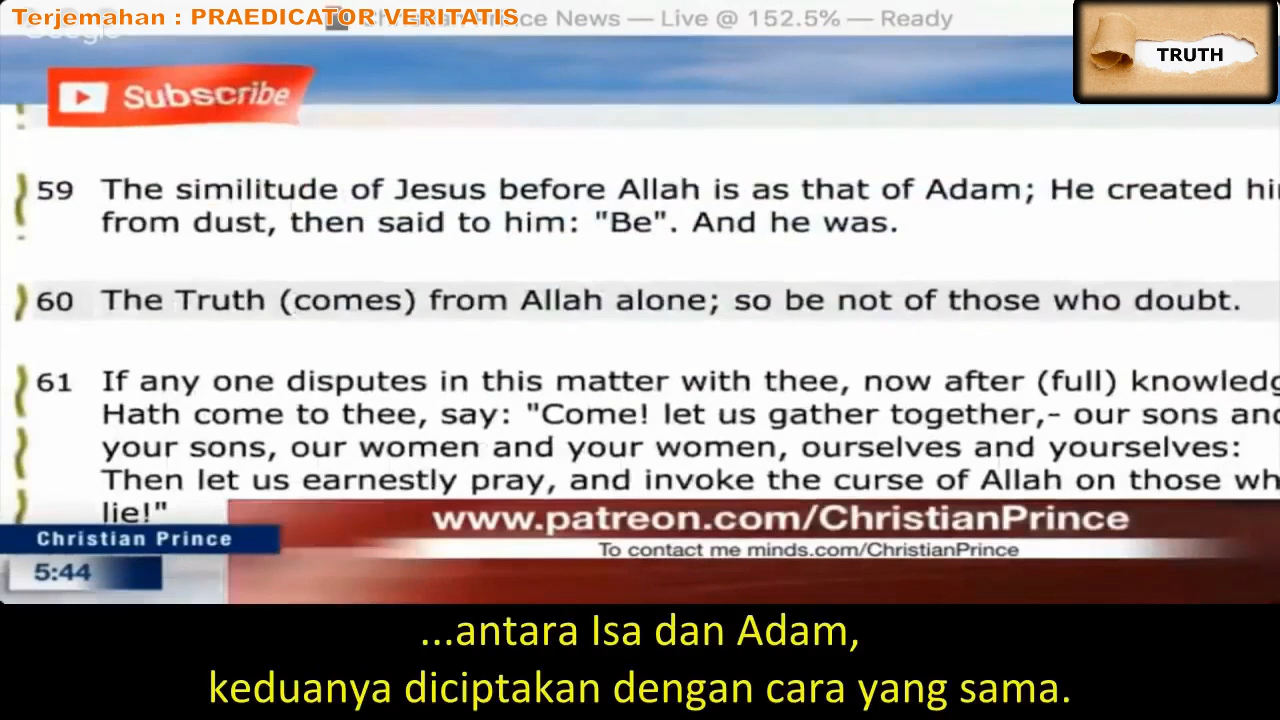 Terjemahan : PRAEDICATOR VERITATIS
nce News — Live @ 152.5% — Ready
Google
TRUTH
Subscribe
59 The similitude of Jesus before Allah is as that of Adam; He created hi
from dust, then said to him: "Be". And he was.
60 The Truth (comes) from Allah alone; so be not of those who doubt.
61 If any one disputes in this matter with thee, now after (full) knowledg
Hath come to thee, say: "Come! let us gather together,- our sons and
your sons, our women and your women, ourselves and yourselves:
Then let us earnestly pray, and invoke the curse of Allah on those wh
lie!"
www.patreon.com/ChristianPrince
Christian Prince
To contact me minds.com/ChristianPrince
5:44
...antara Isa dan Adam,
keduanya diciptakan dengan cara yang sama.